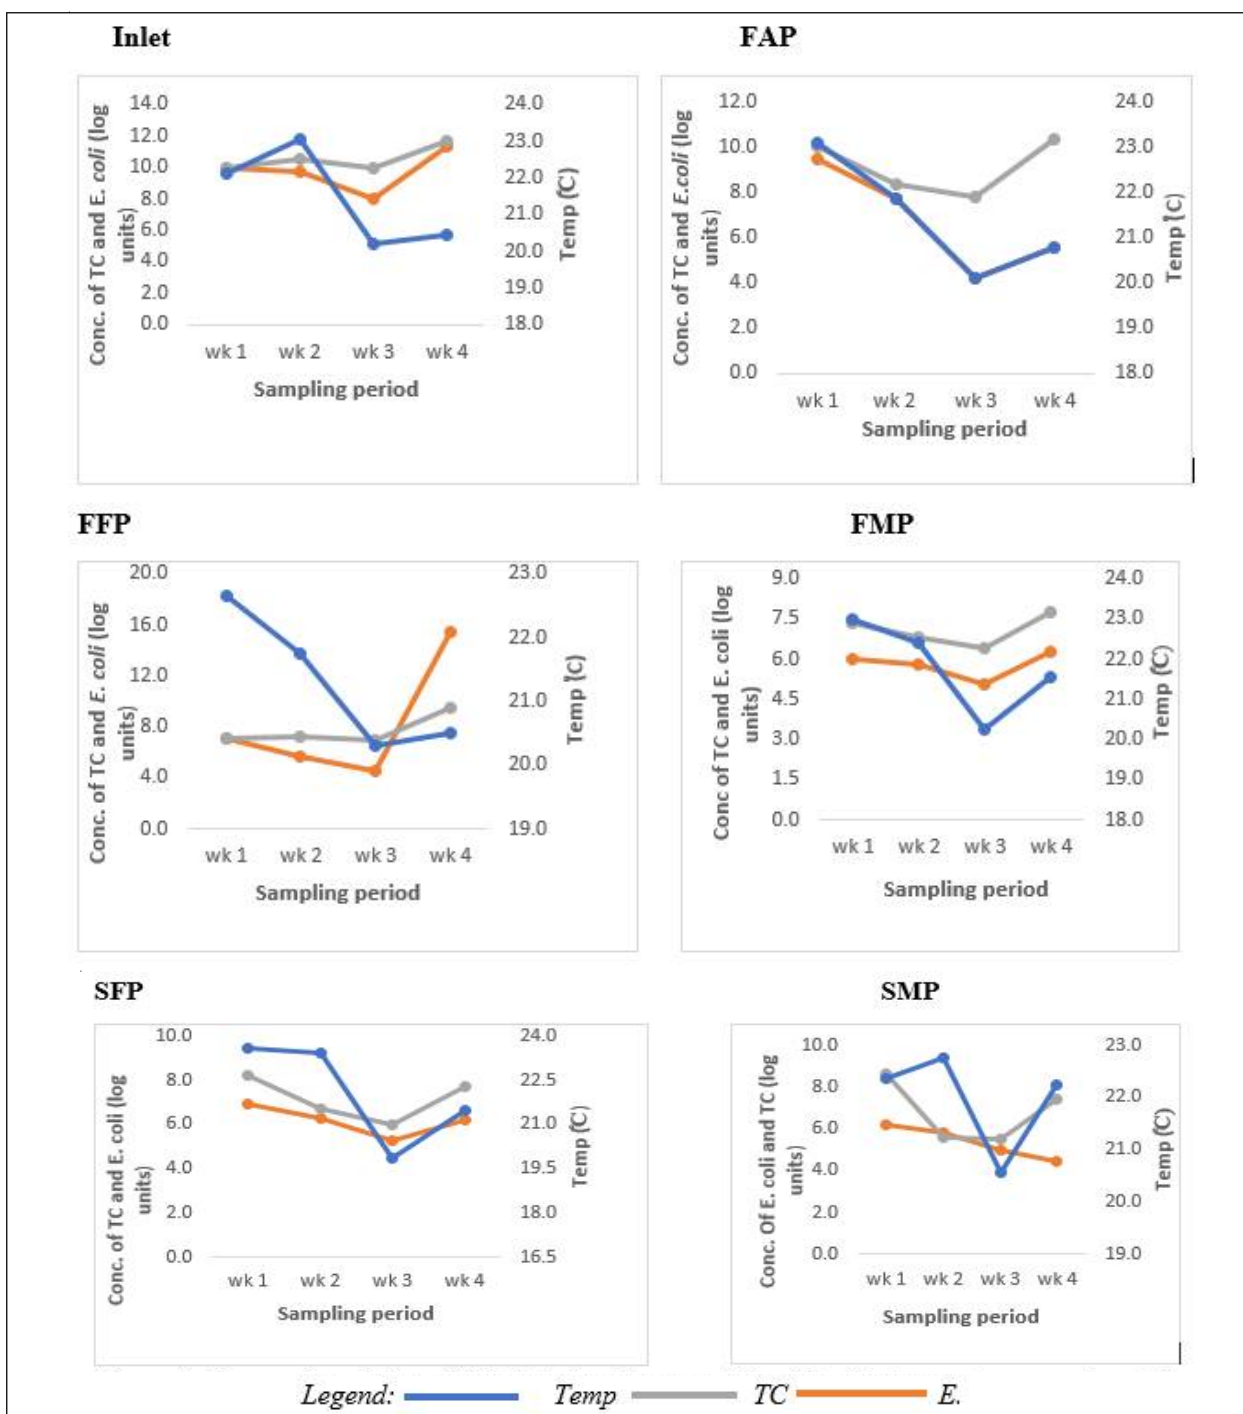 Inlet
FAP
Conc. of TC and E. coli (log
units)
14.0
12.0
10.0
8.0
6.0
4.0
2.0
0.0
24.0
23.0
22.0
21.0
20.0
19.0
18.0
Temp (C)
wk 1 wk 2 wk 3 wk 4
Sampling period
Conc. of TC and E.coli (log
units)
12.0
10.0
8.0
6.0
4.0
2.0
0.0
24.0
23.0
22.0
21.0
20.0
19.0
18.0
Temp (C)
wk 1 wk 2 wk 3 wk 4
Sampling period
FFP
FMP
Conc. of TC and E. coli (log
units)
20.0
16.0
12.0
8.0
4.0
0.0
23.0
22.0
21.0
20.0
19.0
Temp (C)
wk 1 wk 2 wk 3 wk 4
Sampling period
Conc of TC and E. coli (log
units)
9.0
7.5
6.0
4.5
3.0
1.5
0.0
24.0
23.0
22.0
21.0
20.0
19.0
18.0
Temp (C)
wk 1 wk 2 wk 3 wk 4
Sampling period
SFP
SMP
Conc. of TC and E. coli (log
units)
10.0
8.0
6.0
4.0
2.0
0.0
24.0
22.5
21.0
19.5
18.0
16.5
Temp (C)
wk 1 wk 2 wk 3 wk 4
Sampling period
Conc. Of E. coli and TC (log
units)
10.0
8.0
6.0
4.0
2.0
0.0
23.0
22.0
21.0
20.0
19.0
Temp (C)
wk 1 wk 2 wk 3 wk 4
Sampling period
Legend: Temp TC E.